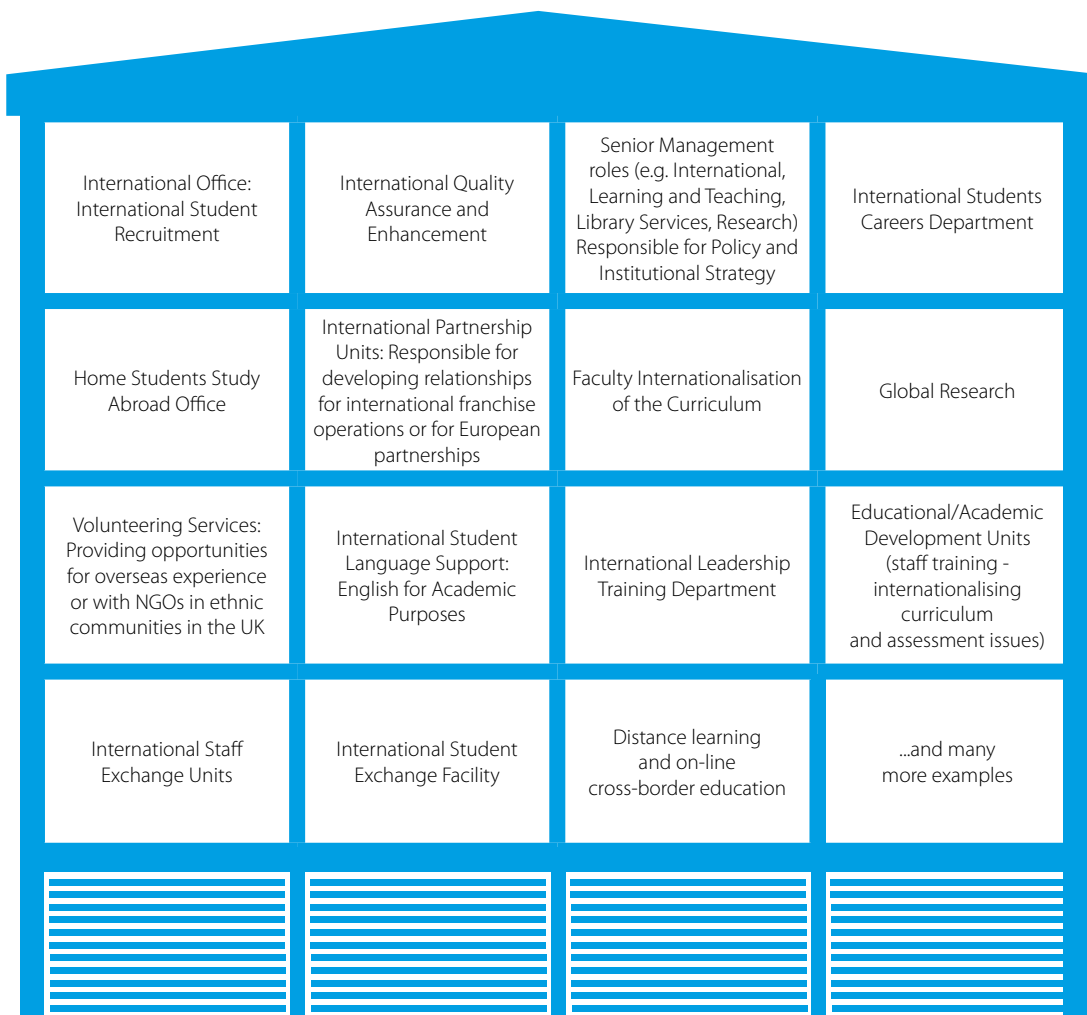 International Office:
International Student
Recruitment
International Quality
Assurance and
Enhancement
Senior Management
roles (e.g. International,
Learning and Teaching,
Library Services, Research)
Responsible for Policy and
Institutional Strategy
International Students
Careers Department
Home Students Study
Abroad Office
International Partnership
Units: Responsible for
developing relationships
for international franchise
operations or for European
partnerships
Faculty Internationalisation
of the Curriculum
Global Research
Volunteering Services:
Providing opportunities
for overseas experience
or with NGOs in ethnic
communities in the UK
International Student
Language Support:
English for Academic
Purposes
International Leadership
Training Department
Educational/Academic
Development Units
(staff training -
internationalising
curriculum
and assessment issues)
International Staff
Exchange Units
International Student
Exchange Facility
Distance learning
and on-line
cross-border education
...and many
more examples